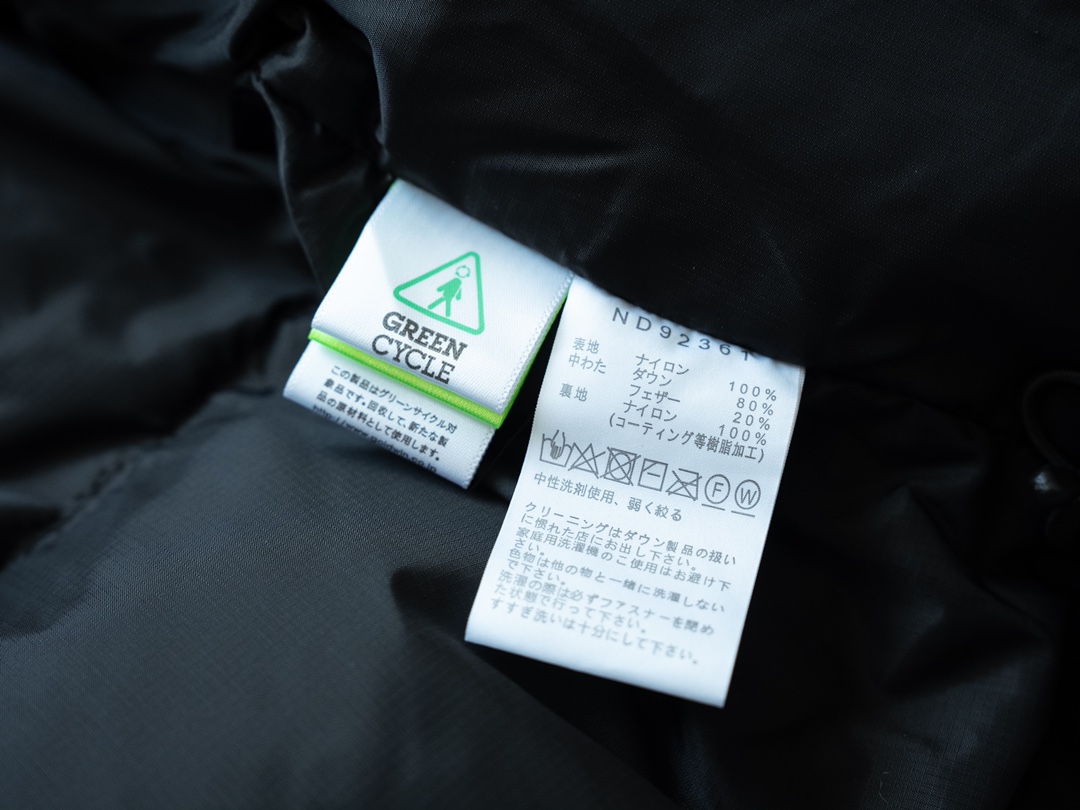 GREEN
CYCLE
この製品はグリーンサイクル対
象品です。回収して、新たな製
品の原材料として使用します。
ND92361
表地 ナイロン 100%
中わた ダウン 80%
フェザー 20%
裏地 ナイロン 100%
(コーティング等樹脂加工)
F W
中性洗剤使用、弱く絞る
クリーニングはダウン製品の扱い
に慣れた店にお出し下さい。
家庭用洗濯機のご使用はお避け下
さい。
色物は他の物と一緒に洗濯しない
で下さい。
洗濯の際は必ずファスナーを閉め
た状態で行って下さい。
すすぎ洗いは十分にして下さい。